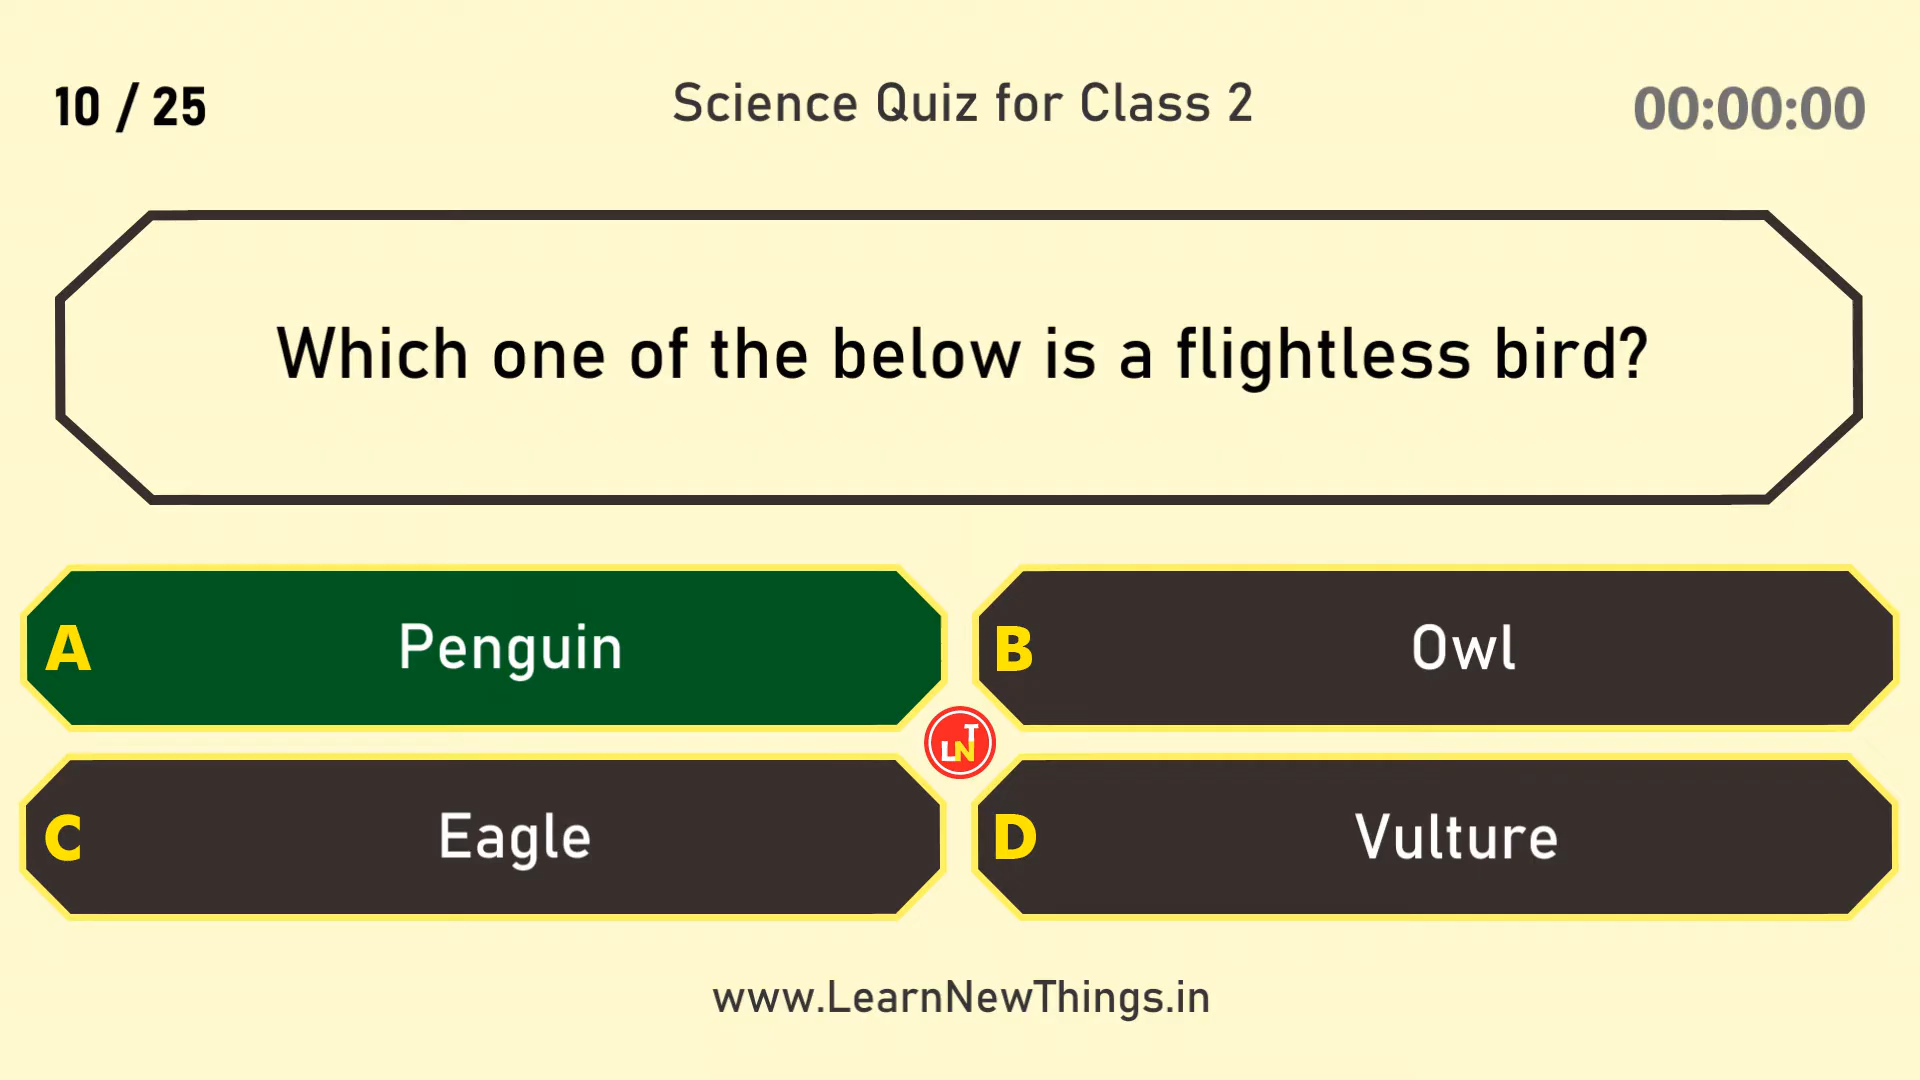 10 / 25
Science Quiz for Class 2
00:00:00
Which one of the below is a flightless bird?
A Penguin
B Owl
LNT
C Eagle
D Vulture
www.LearnNewThings.in